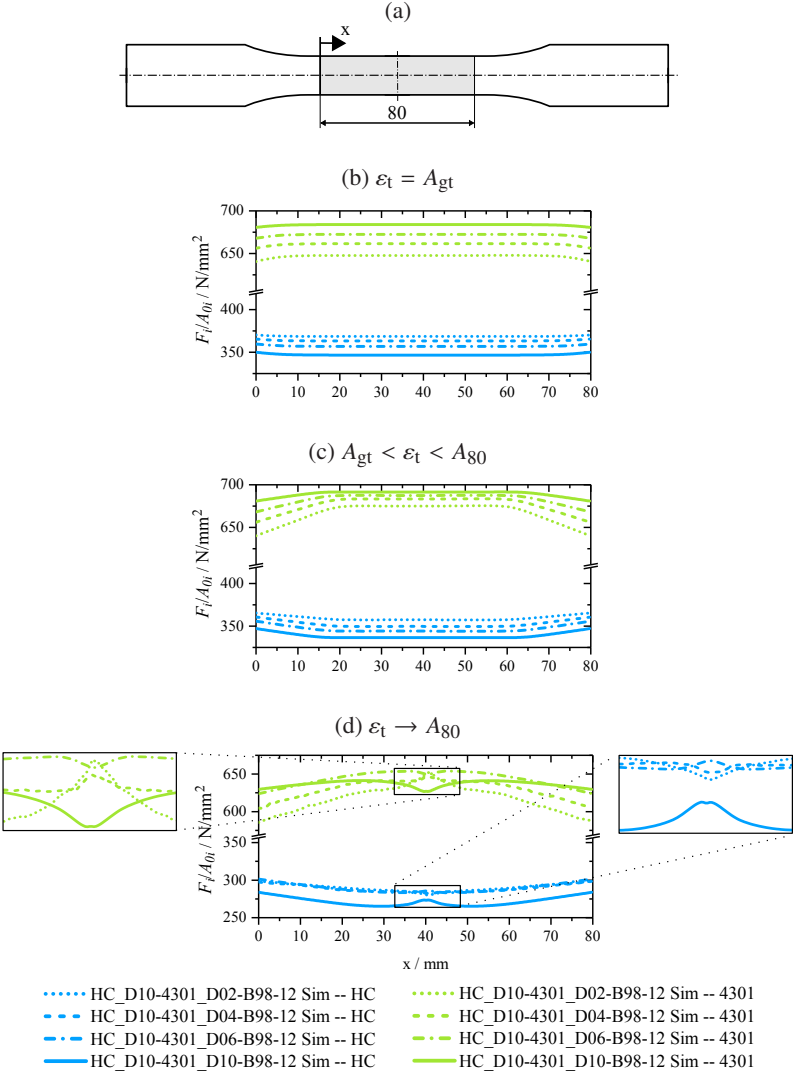 (a)
x
80
(b) εt = Agt
700
650
400
350
Fi/A0i / N/mm²
0 10 20 30 40 50 60 70 80
(c) Agt < εt < A80
700
650
400
350
Fi/A0i / N/mm²
0 10 20 30 40 50 60 70 80
(d) εt → A80
650
600
300
250
Fi/A0i / N/mm²
0 10 20 30 40 50 60 70 80
x / mm
HC_D10-4301_D02-B98-12 Sim -- HC HC_D10-4301_D02-B98-12 Sim -- 4301
HC_D10-4301_D04-B98-12 Sim -- HC HC_D10-4301_D04-B98-12 Sim -- 4301
HC_D10-4301_D06-B98-12 Sim -- HC HC_D10-4301_D06-B98-12 Sim -- 4301
HC_D10-4301_D10-B98-12 Sim -- HC HC_D10-4301_D10-B98-12 Sim -- 4301